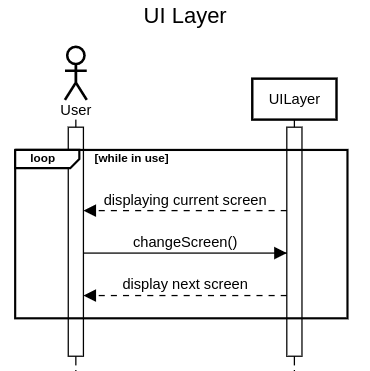 UI Layer
User
UILayer
loop
[while in use]
displaying current screen
changeScreen()
display next screen